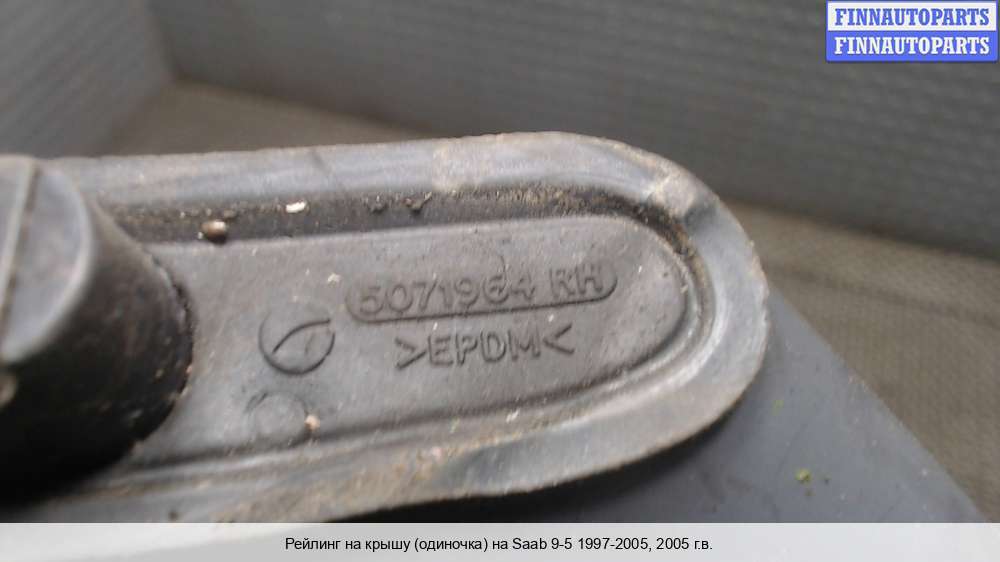 FINNAUTOPARTS
FINNAUTOPARTS
5071964 RH
>EPDM<
Рейлинг на крышу (одиночка) на Saab 9-5 1997-2005, 2005 г.в.